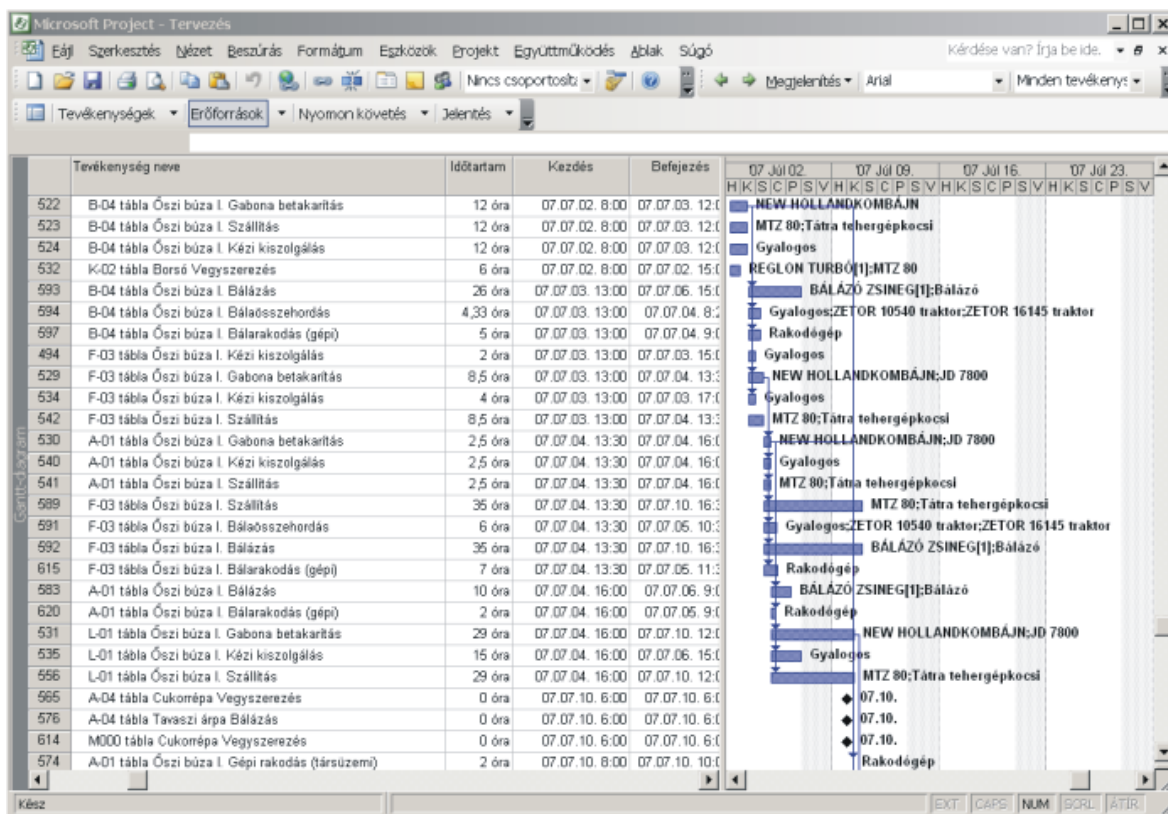 Microsoft Project - Tervezés
Fájl Szerkesztés Nézet Beszúrás Formátum Eszközök Projekt Együttműködés Ablak Súgó Kérdése van? Írja be ide.
Nincs csoportosítá Megjelenítés Arial Minden tevékenys
Tevékenységek Erőforrások Nyomon követés Jelentés
Tevékenység neve Időtartam Kezdés Befejezés '07 Júl 02. '07 Júl 09. '07 Júl 16. '07 Júl 23.
H K S C P S V H K S C P S V H K S C P S V H K S C P S V
522 B-04 tábla Őszi búza I. Gabona betakarítás 12 óra 07.07.02. 8:00 07.07.03. 12:0 NEW HOLLANDKOMBÁJN
523 B-04 tábla Őszi búza I. Szállítás 12 óra 07.07.02. 8:00 07.07.03. 12:0 MTZ 80;Tátra tehergépkocsi
524 B-04 tábla Őszi búza I. Kézi kiszolgálás 12 óra 07.07.02. 8:00 07.07.03. 12:0 Gyalogos
532 K-02 tábla Borsó Vegyszerezés 6 óra 07.07.02. 8:00 07.07.02. 15:0 REGLON TURBÓ[1];MTZ 80
593 B-04 tábla Őszi búza I. Bálázás 26 óra 07.07.03. 13:00 07.07.06. 15:0 BÁLÁZÓ ZSINEG[1];Bálázó
594 B-04 tábla Őszi búza I. Bálaösszehordás 4,33 óra 07.07.03. 13:00 07.07.04. 8:2 Gyalogos;ZETOR 10540 traktor;ZETOR 16145 traktor
597 B-04 tábla Őszi búza I. Bálarakodás (gépi) 5 óra 07.07.03. 13:00 07.07.04. 9:0 Rakodógép
494 F-03 tábla Őszi búza I. Kézi kiszolgálás 2 óra 07.07.03. 13:00 07.07.03. 15:0 Gyalogos
529 F-03 tábla Őszi búza I. Gabona betakarítás 8,5 óra 07.07.03. 13:00 07.07.04. 13:3 NEW HOLLANDKOMBÁJN;JD 7800
534 F-03 tábla Őszi búza I. Kézi kiszolgálás 4 óra 07.07.03. 13:00 07.07.03. 17:0 Gyalogos
542 F-03 tábla Őszi búza I. Szállítás 8,5 óra 07.07.03. 13:00 07.07.04. 13:3 MTZ 80;Tátra tehergépkocsi
530 A-01 tábla Őszi búza I. Gabona betakarítás 2,5 óra 07.07.04. 13:30 07.07.04. 16:0 NEW HOLLANDKOMBÁJN;JD 7800
540 A-01 tábla Őszi búza I. Kézi kiszolgálás 2,5 óra 07.07.04. 13:30 07.07.04. 16:0 Gyalogos
541 A-01 tábla Őszi búza I. Szállítás 2,5 óra 07.07.04. 13:30 07.07.04. 16:0 MTZ 80;Tátra tehergépkocsi
589 F-03 tábla Őszi búza I. Szállítás 35 óra 07.07.04. 13:30 07.07.10. 16:3 MTZ 80;Tátra tehergépkocsi
591 F-03 tábla Őszi búza I. Bálaösszehordás 6 óra 07.07.04. 13:30 07.07.05. 10:3 Gyalogos;ZETOR 10540 traktor;ZETOR 16145 traktor
592 F-03 tábla Őszi búza I. Bálázás 35 óra 07.07.04. 13:30 07.07.10. 16:3 BÁLÁZÓ ZSINEG[1];Bálázó
615 F-03 tábla Őszi búza I. Bálarakodás (gépi) 7 óra 07.07.04. 13:30 07.07.05. 11:3 Rakodógép
583 A-01 tábla Őszi búza I. Bálázás 10 óra 07.07.04. 16:00 07.07.06. 9:0 BÁLÁZÓ ZSINEG[1];Bálázó
620 A-01 tábla Őszi búza I. Bálarakodás (gépi) 2 óra 07.07.04. 16:00 07.07.05. 9:0 Rakodógép
531 L-01 tábla Őszi búza I. Gabona betakarítás 29 óra 07.07.04. 16:00 07.07.10. 12:0 NEW HOLLANDKOMBÁJN;JD 7800
535 L-01 tábla Őszi búza I. Kézi kiszolgálás 15 óra 07.07.04. 16:00 07.07.06. 15:0 Gyalogos
556 L-01 tábla Őszi búza I. Szállítás 29 óra 07.07.04. 16:00 07.07.10. 12:0 MTZ 80;Tátra tehergépkocsi
565 A-04 tábla Cukorrépa Vegyszerezés 0 óra 07.07.10. 6:00 07.07.10. 6:0 07.10.
576 A-04 tábla Tavaszi árpa Bálázás 0 óra 07.07.10. 6:00 07.07.10. 6:0 07.10.
614 M000 tábla Cukorrépa Vegyszerezés 0 óra 07.07.10. 6:00 07.07.10. 6:0 07.10.
574 A-01 tábla Őszi búza I. Gépi rakodás (társüzemi) 2 óra 07.07.10. 8:00 07.07.10. 10:0 Rakodógép
Gantt-diagram
Kész EXT CAPS NUM SCRL ÁTÍR